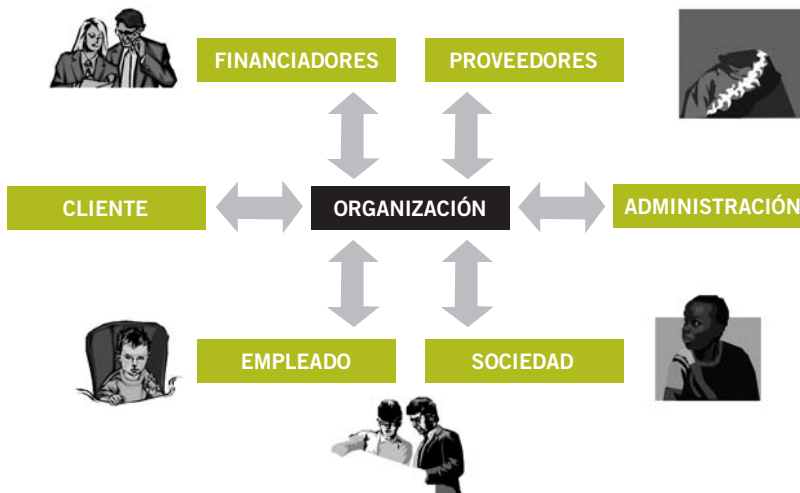 FINANCIADORES
PROVEEDORES
CLIENTE
ORGANIZACIÓN
ADMINISTRACIÓN
EMPLEADO
SOCIEDAD